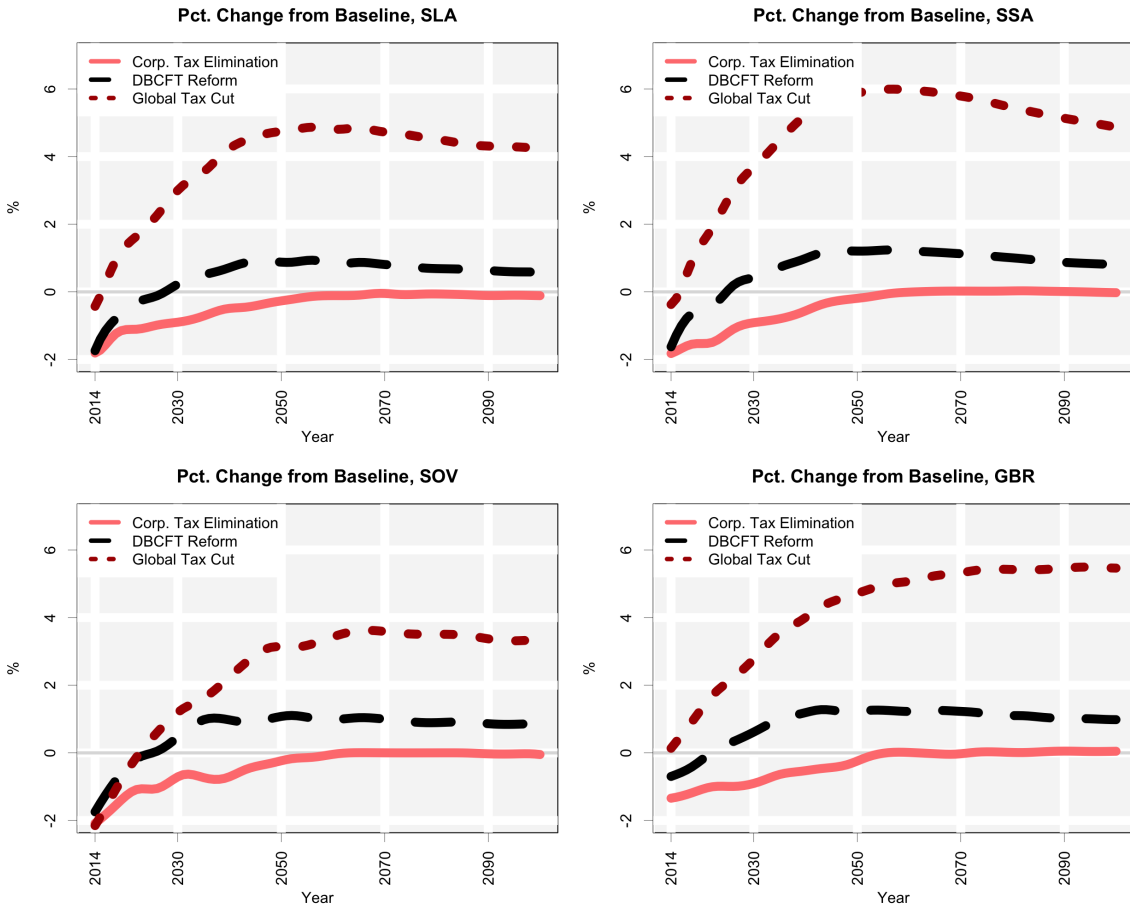 Pct. Change from Baseline, SLA
Corp. Tax Elimination
DBCFT Reform
Global Tax Cut
%
6
4
2
0
-2
2014
2030
2050
2070
2090
Year
Pct. Change from Baseline, SSA
Corp. Tax Elimination
DBCFT Reform
Global Tax Cut
%
6
4
2
0
-2
2014
2030
2050
2070
2090
Year
Pct. Change from Baseline, SOV
Corp. Tax Elimination
DBCFT Reform
Global Tax Cut
%
6
4
2
0
-2
2014
2030
2050
2070
2090
Year
Pct. Change from Baseline, GBR
Corp. Tax Elimination
DBCFT Reform
Global Tax Cut
%
6
4
2
0
-2
2014
2030
2050
2070
2090
Year